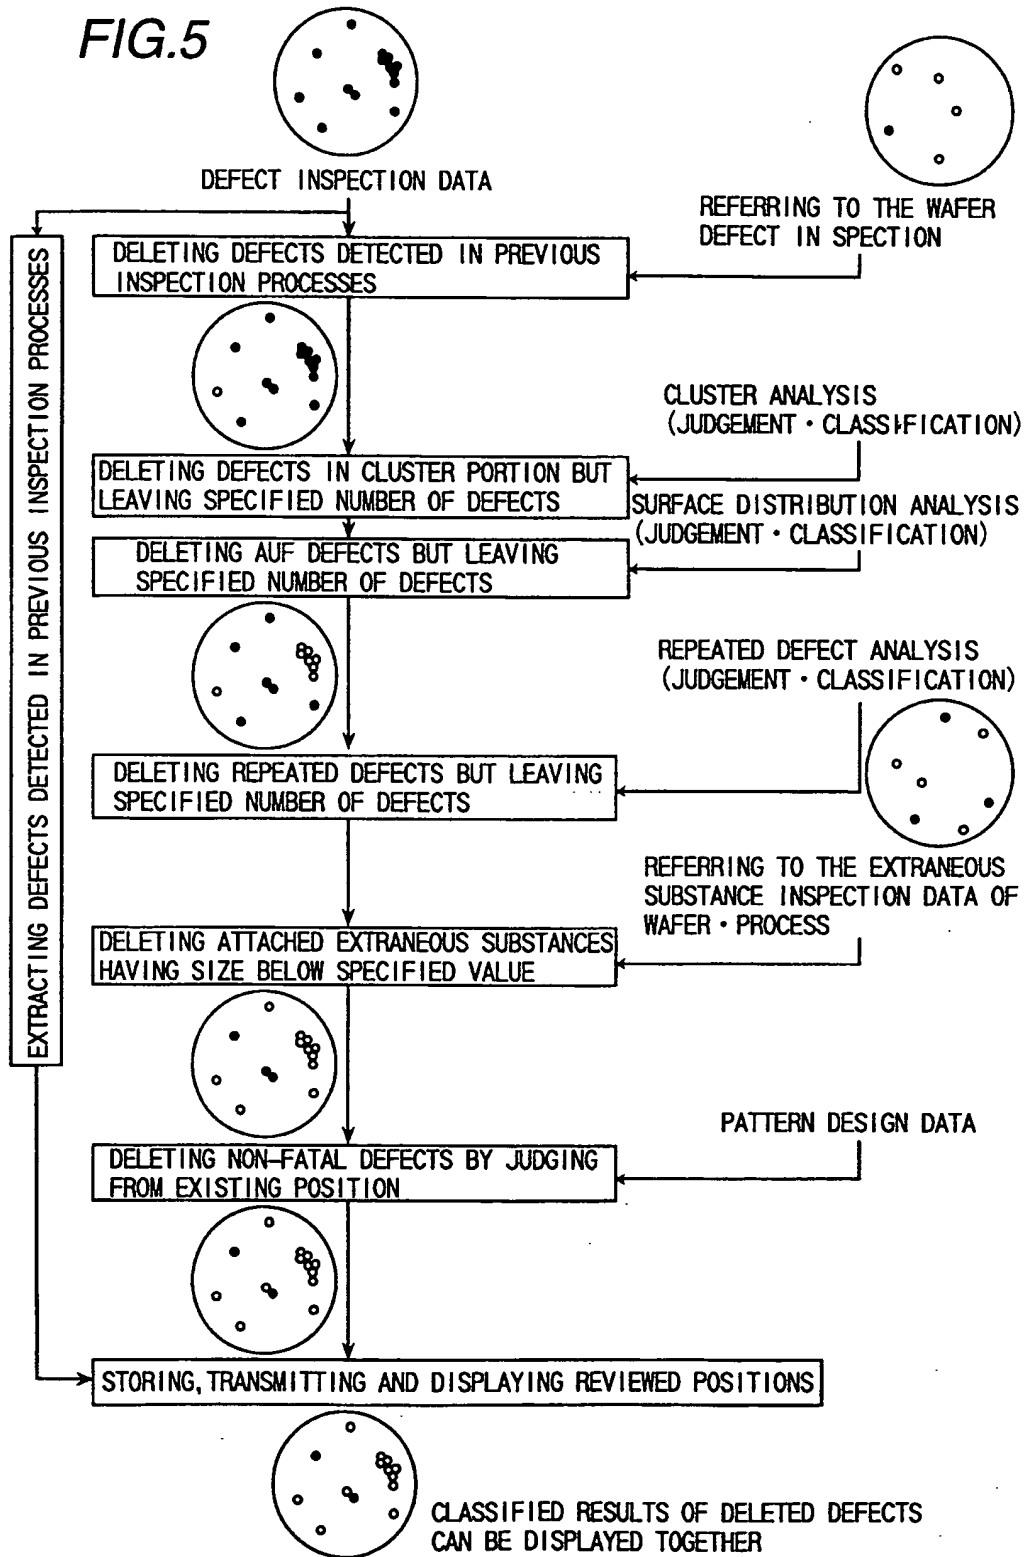 FIG.5
DEFECT INSPECTION DATA
REFERRING TO THE WAFER
DEFECT IN SPECTION
DELETING DEFECTS DETECTED IN PREVIOUS
INSPECTION PROCESSES
EXTRACTING DEFECTS DETECTED IN PREVIOUS INSPECTION PROCESSES
CLUSTER ANALYSIS
(JUDGEMENT・CLASSIFICATION)
DELETING DEFECTS IN CLUSTER PORTION BUT
LEAVING SPECIFIED NUMBER OF DEFECTS
SURFACE DISTRIBUTION ANALYSIS
(JUDGEMENT・CLASSIFICATION)
DELETING AUF DEFECTS BUT LEAVING
SPECIFIED NUMBER OF DEFECTS
REPEATED DEFECT ANALYSIS
(JUDGEMENT・CLASSIFICATION)
DELETING REPEATED DEFECTS BUT LEAVING
SPECIFIED NUMBER OF DEFECTS
REFERRING TO THE EXTRANEOUS
SUBSTANCE INSPECTION DATA OF
WAFER・PROCESS
DELETING ATTACHED EXTRANEOUS SUBSTANCES
HAVING SIZE BELOW SPECIFIED VALUE
PATTERN DESIGN DATA
DELETING NON-FATAL DEFECTS BY JUDGING
FROM EXISTING POSITION
STORING, TRANSMITTING AND DISPLAYING REVIEWED POSITIONS
CLASSIFIED RESULTS OF DELETED DEFECTS
CAN BE DISPLAYED TOGETHER